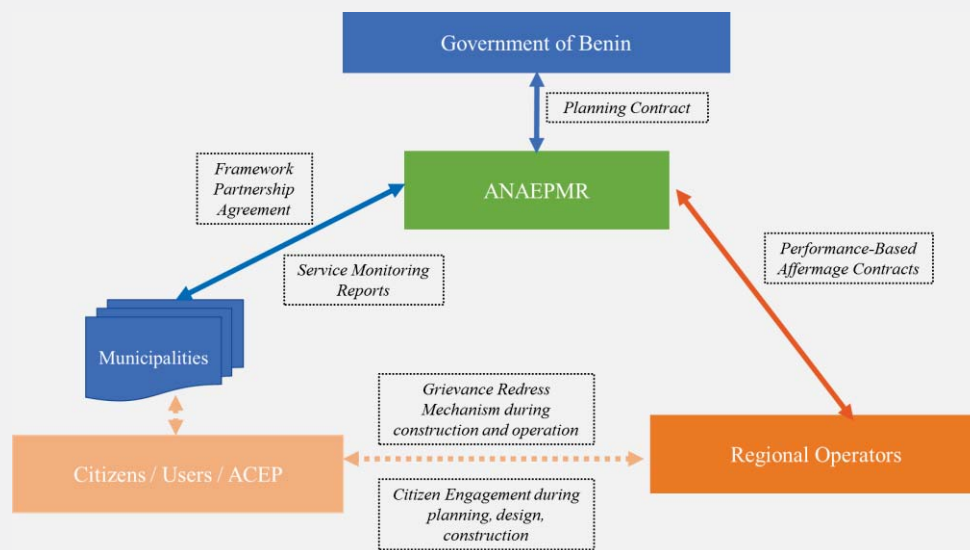 Government of Benin
Planning Contract
Framework
Partnership
Agreement
ANAEPMR
Service Monitoring
Reports
Performance-Based
Affermage Contracts
Municipalities
Grievance Redress
Mechanism during
construction and operation
Citizens / Users / ACEP
Regional Operators
Citizen Engagement during
planning, design,
construction